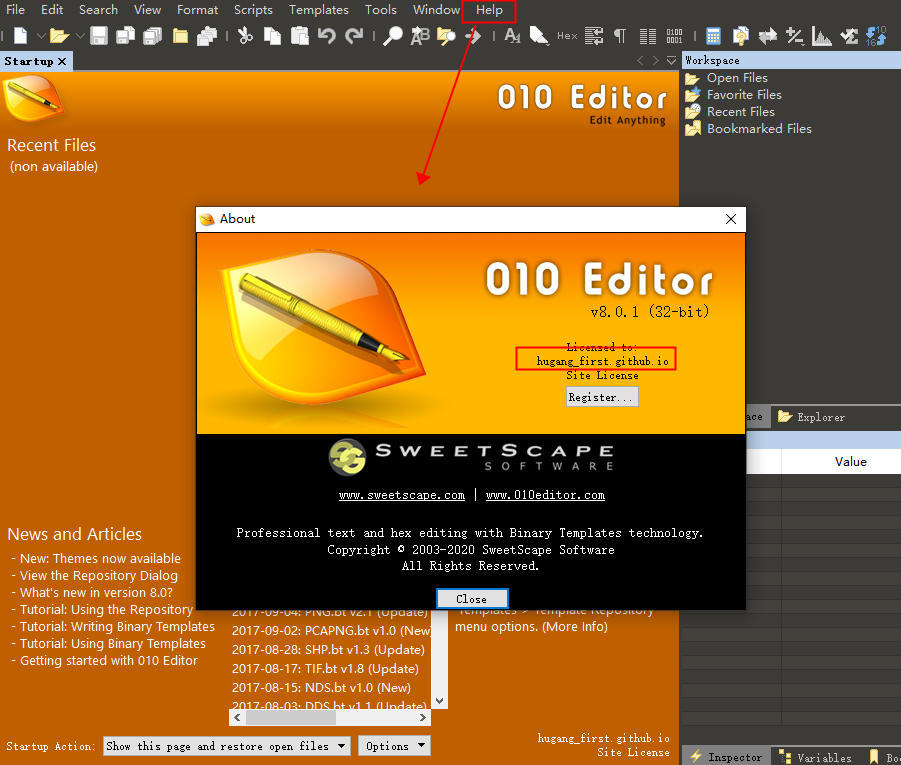 File Edit Search View Format Scripts Templates Tools Window Help
Hex
Startup
Workspace
010 Editor
Edit Anything
Open Files
Favorite Files
Recent Files
Bookmarked Files
Recent Files
(non available)
About
010 Editor
v8.0.1 (32-bit)
Licensed to:
hugang_first.github.io
Site License
Register...
Explorer
Value
SWEETSCAPE
SOFTWARE
www.sweetscape.com | www.010editor.com
Professional text and hex editing with Binary Templates technology.
Copyright © 2003-2020 SweetScape Software
All Rights Reserved.
Close
News and Articles
- New: Themes now available
- View the Repository Dialog
- What's new in version 8.0?
- Tutorial: Using the Repository
- Tutorial: Writing Binary Templates
- Tutorial: Using Binary Templates
- Getting started with 010 Editor
2017-09-04: PNG.bt v2.1 (Update)
2017-09-02: PCAPNG.bt v1.0 (New)
2017-08-28: SHP.bt v1.3 (Update)
2017-08-17: TIF.bt v1.8 (Update)
2017-08-15: NDS.bt v1.0 (New)
2017-08-03: DDS.bt v1.1 (Update)
Templates > Template Repository
menu options. (More Info)
Startup Action: Show this page and restore open files Options
hugang_first.github.io
Site License
Inspector Variables Bo